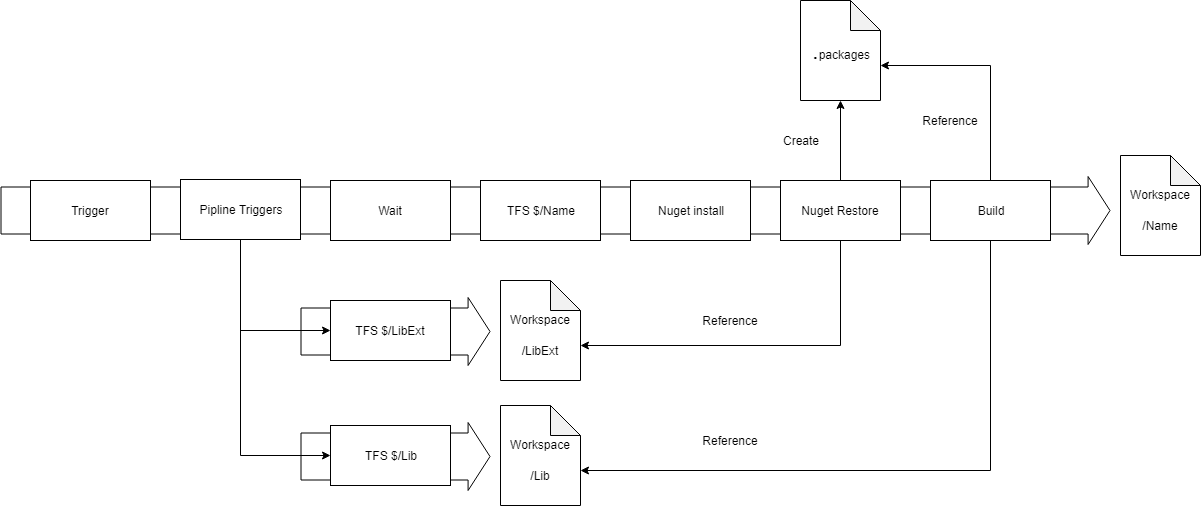 .packages
Create
Reference
Trigger
Pipline Triggers
Wait
TFS $/Name
Nuget install
Nuget Restore
Build
Workspace
/Name
TFS $/LibExt
Workspace
/LibExt
Reference
TFS $/Lib
Workspace
/Lib
Reference